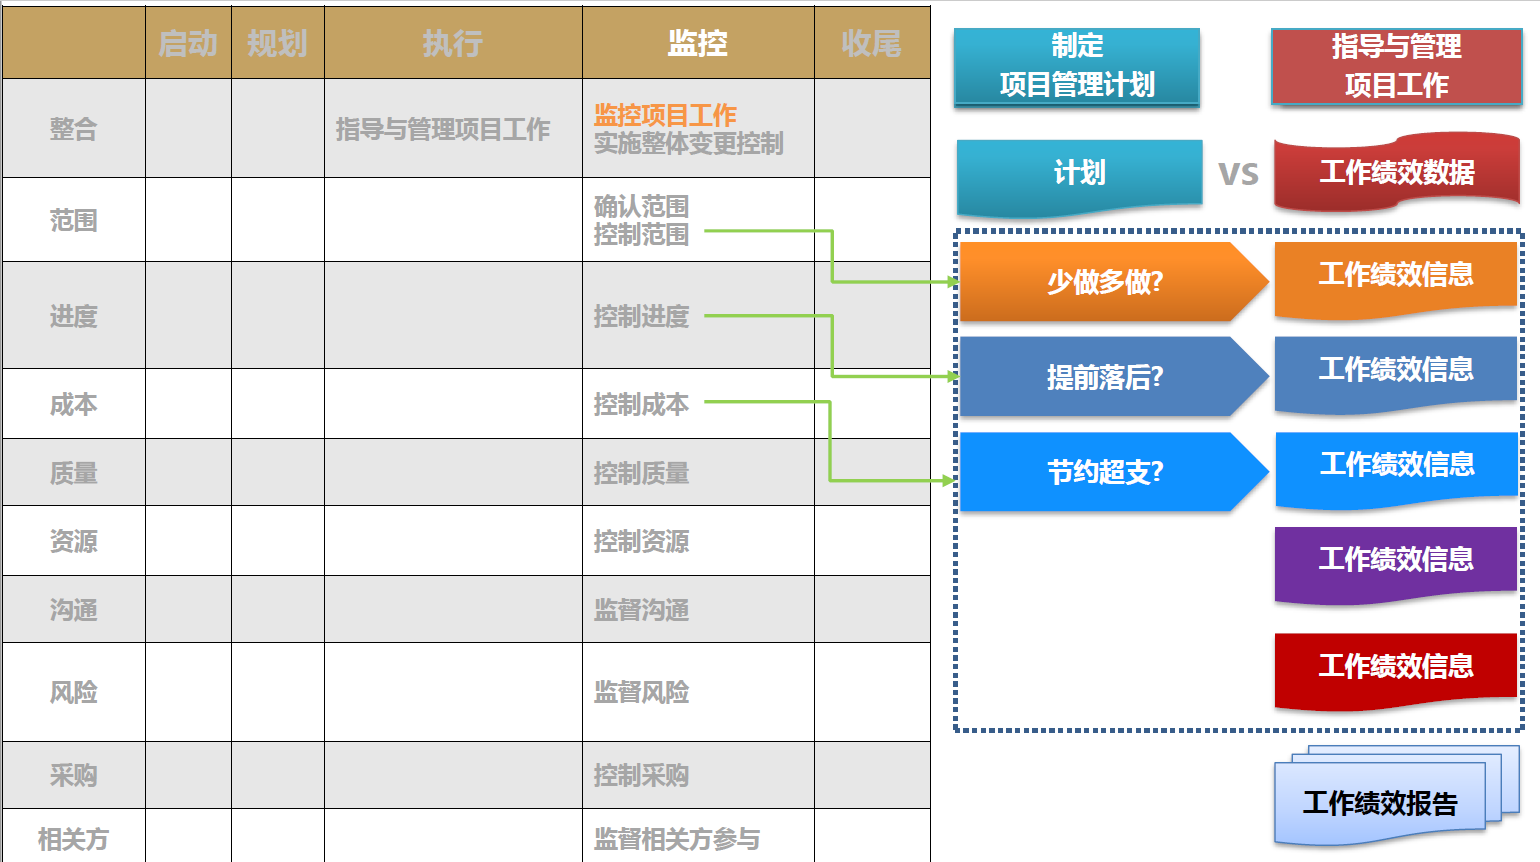 启动 规划 执行 监控 收尾
整合 指导与管理项目工作 监控项目工作
实施整体变更控制
范围 确认范围
控制范围
进度 控制进度
成本 控制成本
质量 控制质量
资源 控制资源
沟通 监督沟通
风险 监督风险
采购 控制采购
相关方 监督相关方参与
制定
项目管理计划
指导与管理
项目工作
计划 VS 工作绩效数据
少做多做? 工作绩效信息
提前落后? 工作绩效信息
节约超支? 工作绩效信息
工作绩效信息
工作绩效信息
工作绩效报告